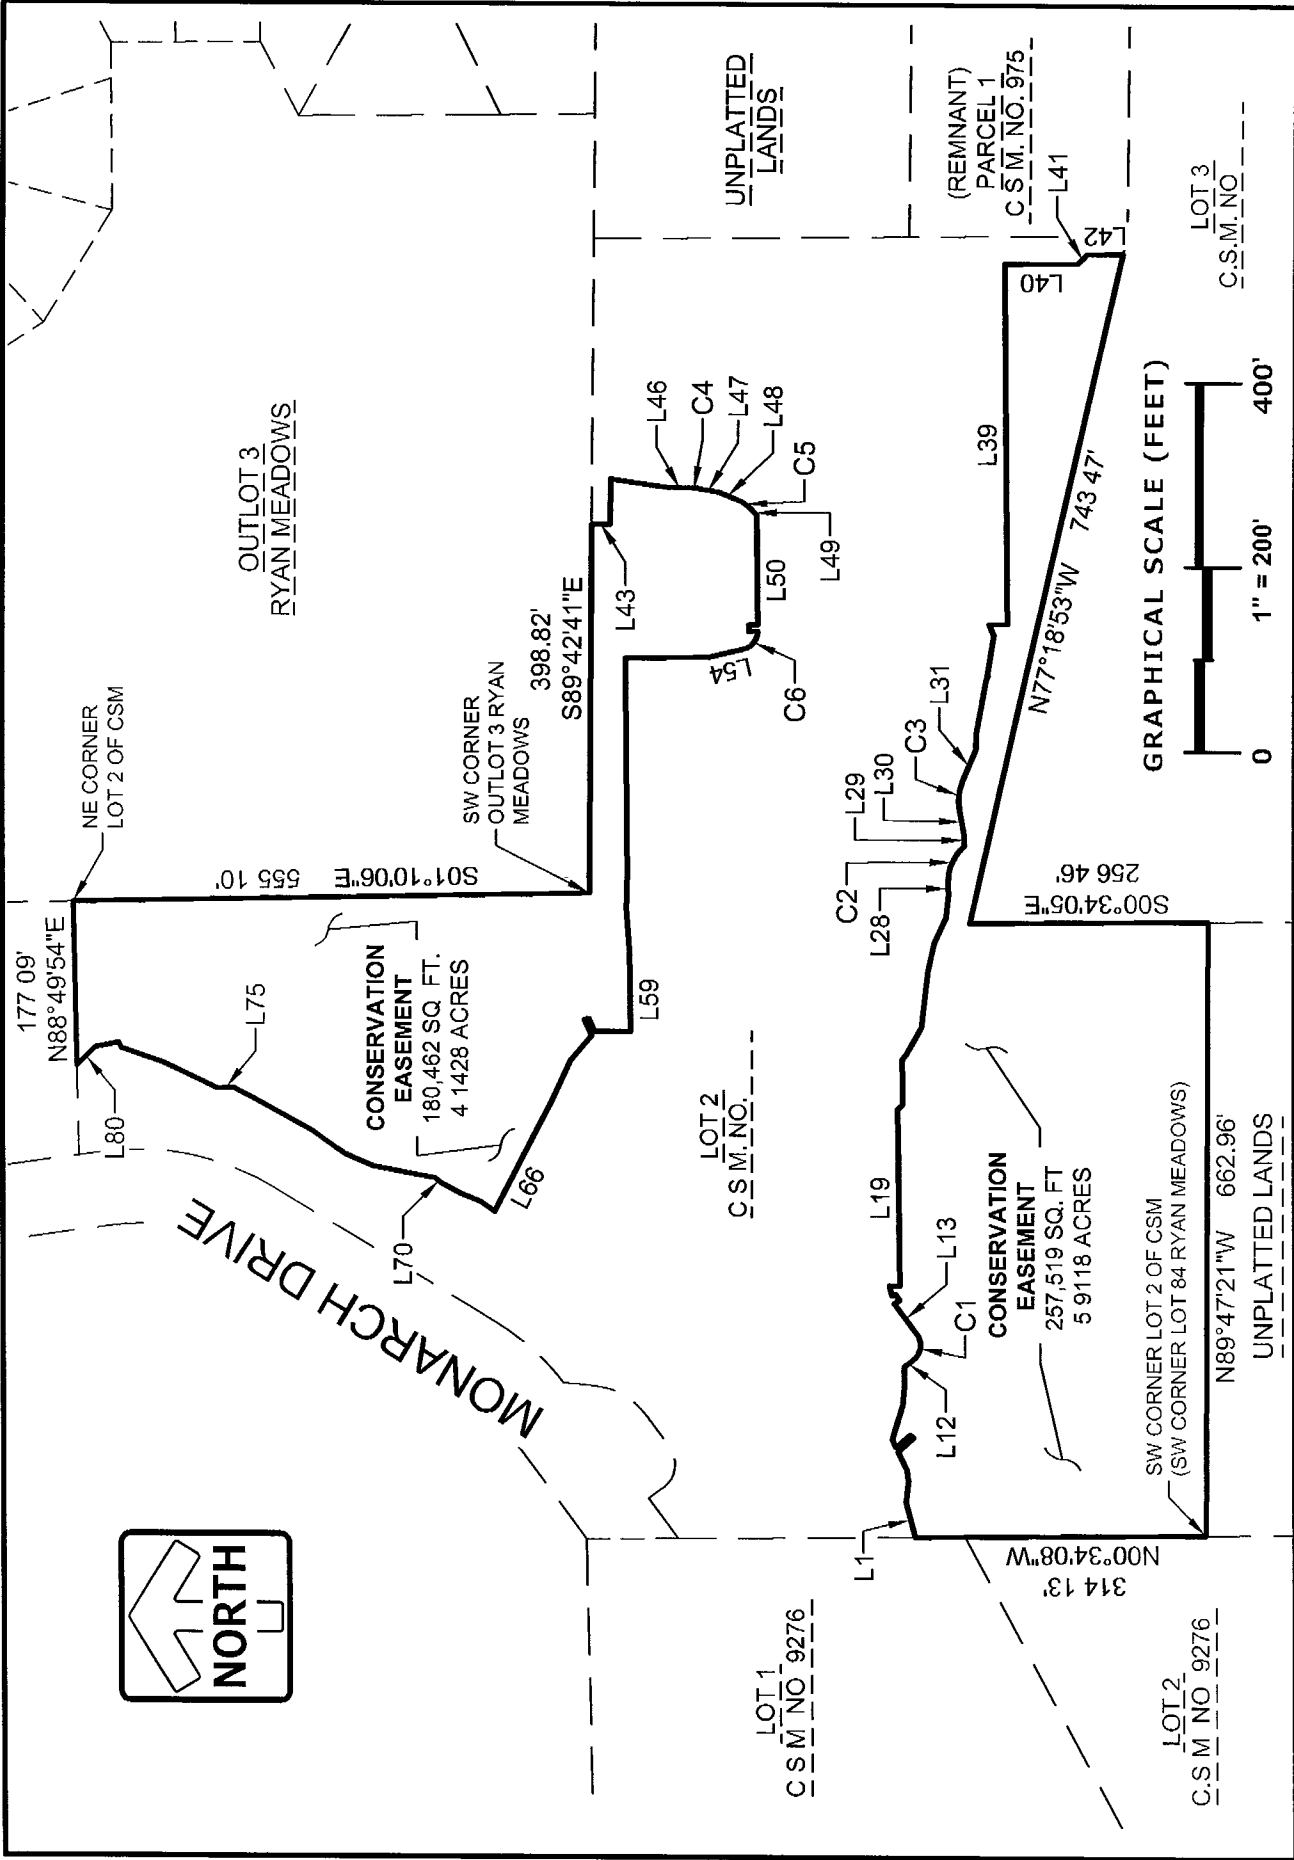 NORTH
MONARCH DRIVE
177 09'
N88°49'54"E
NE CORNER
LOT 2 OF CSM
OUTLOT 3
RYAN MEADOWS
L80
L75
L70
L66
CONSERVATION
EASEMENT
180,462 SQ FT.
4 1428 ACRES
S01°10'06"E 555 10'
SW CORNER
OUTLOT 3 RYAN
MEADOWS
398.82'
S89°42'41"E
L43
L46
C4
L47
L48
C5
L49
L50
C6
L54
L59
UNPLATTED
LANDS
(REMNANT)
PARCEL 1
C S M. NO. 975
L41
L42
L40
L39
LOT 2
C S M. NO.
L1
L12
C1
L13
L19
L28
C2
L29
L30
C3
L31
N77°18'53"W 743 47'
S00°34'05"E
256 46'
CONSERVATION
EASEMENT
257,519 SQ. FT
5 9118 ACRES
314 13'
N00°34'08"W
SW CORNER LOT 2 OF CSM
(SW CORNER LOT 84 RYAN MEADOWS)
N89°47'21"W 662.96'
UNPLATTED LANDS
LOT 1
C S M NO 9276
LOT 2
C.S M NO 9276
LOT 3
C.S.M. NO
GRAPHICAL SCALE (FEET)
0 1" = 200' 400'